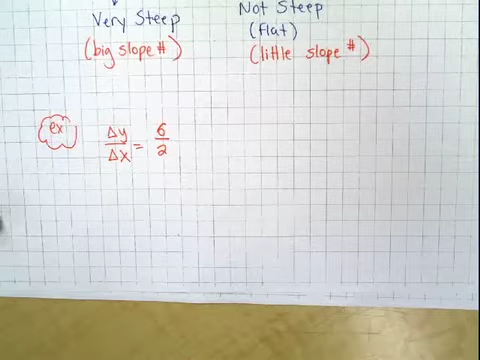 Very Steep
(big slope #)
Not Steep
(flat)
(little slope #)
ex
Δy/Δx = 6/2